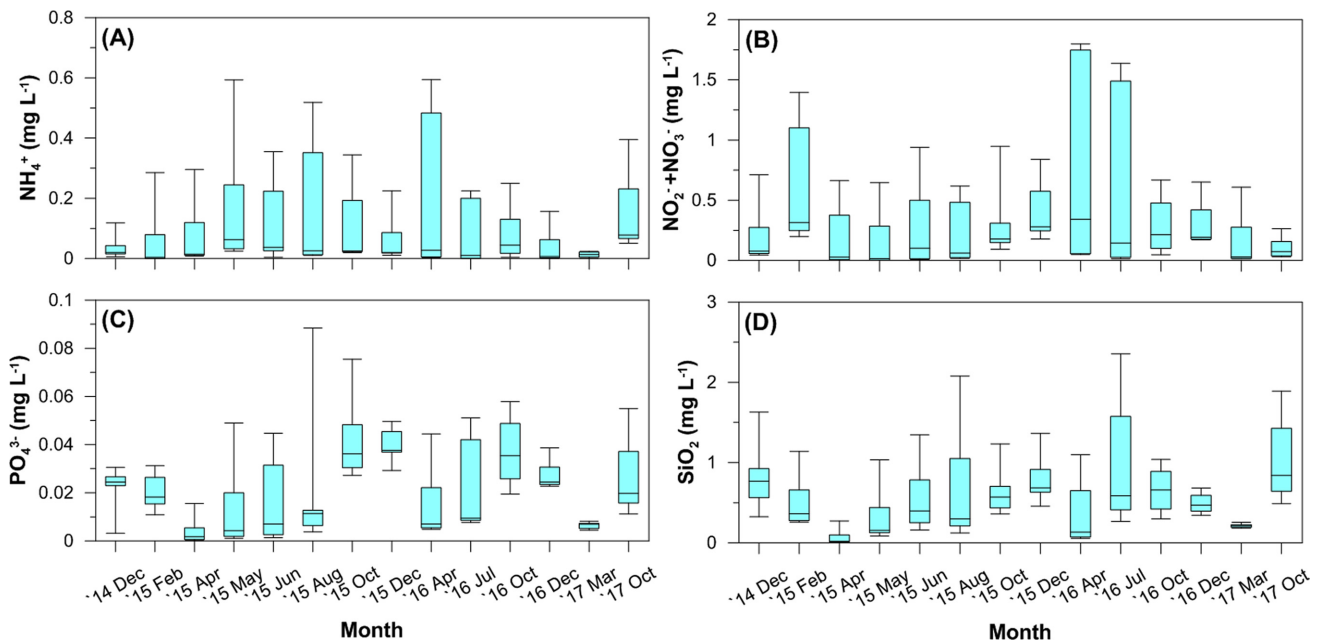 (A)
NH₄⁺ (mg L⁻¹)
0.8
0.6
0.4
0.2
0
(B)
NO₂⁻+NO₃⁻ (mg L⁻¹)
2
1.5
1
0.5
0
(C)
PO₄³⁻ (mg L⁻¹)
0.1
0.08
0.06
0.04
0.02
0
`14 Dec
`15 Feb
`15 Apr
`15 May
`15 Jun
`15 Aug
`15 Oct
`15 Dec
`16 Apr
`16 Jul
`16 Oct
`16 Dec
`17 Mar
`17 Oct
Month
(D)
SiO₂ (mg L⁻¹)
3
2
1
0
`14 Dec
`15 Feb
`15 Apr
`15 May
`15 Jun
`15 Aug
`15 Oct
`15 Dec
`16 Apr
`16 Jul
`16 Oct
`16 Dec
`17 Mar
`17 Oct
Month